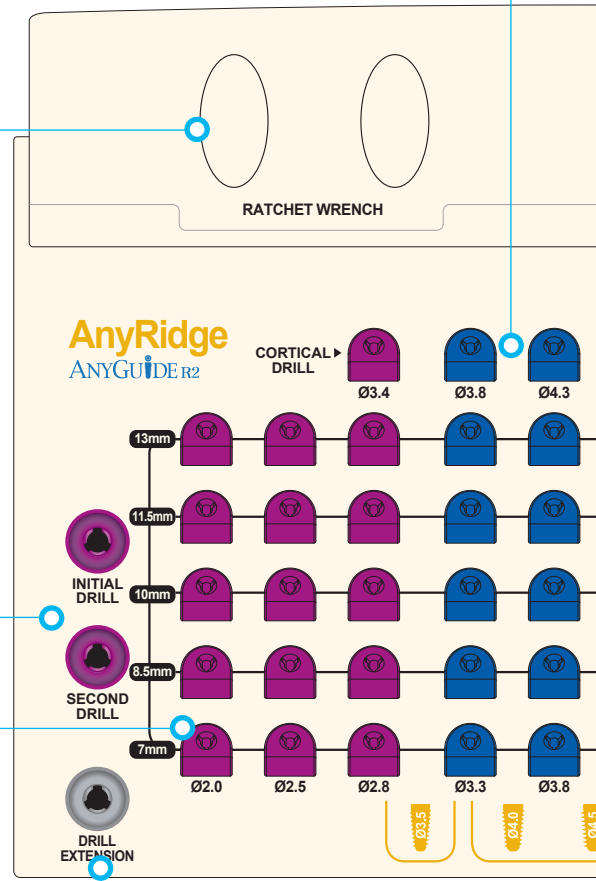 RATCHET WRENCH
AnyRidge
ANYGUIDE R2
CORTICAL
DRILL
Ø3.4
Ø3.8
Ø4.3
13mm
11.5mm
INITIAL
DRILL
10mm
8.5mm
SECOND
DRILL
7mm
Ø2.0
Ø2.5
Ø2.8
Ø3.3
Ø3.8
Ø3.5
Ø4.0
Ø4.5
DRILL
EXTENSION